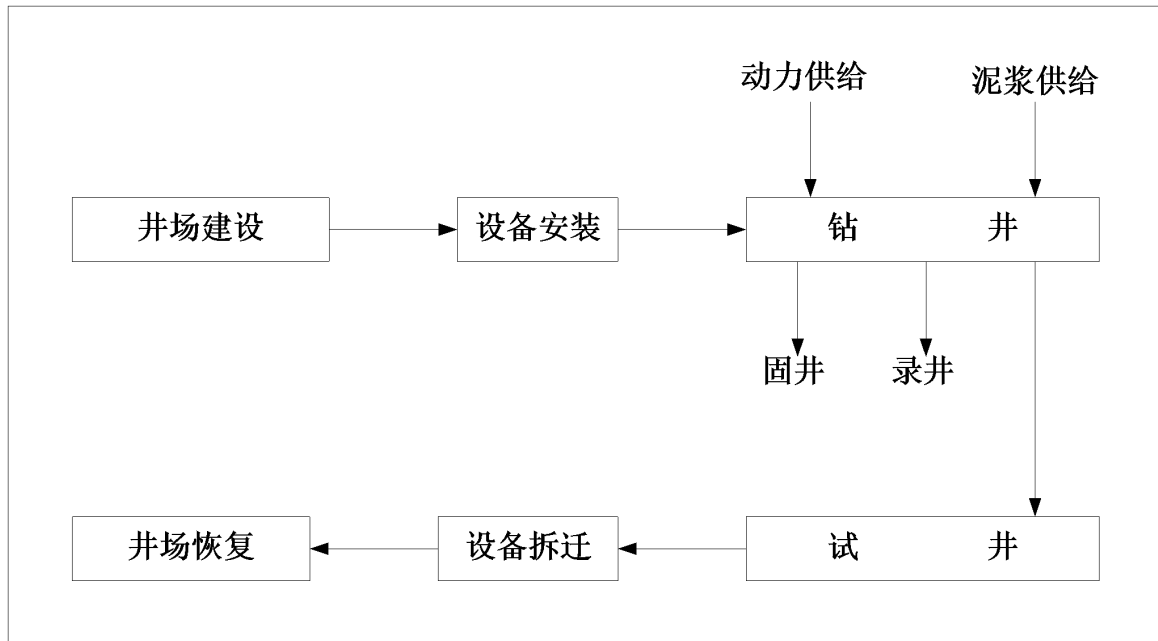 动力供给
泥浆供给
井场建设
设备安装
钻 井
固井
录井
井场恢复
设备拆迁
试 井